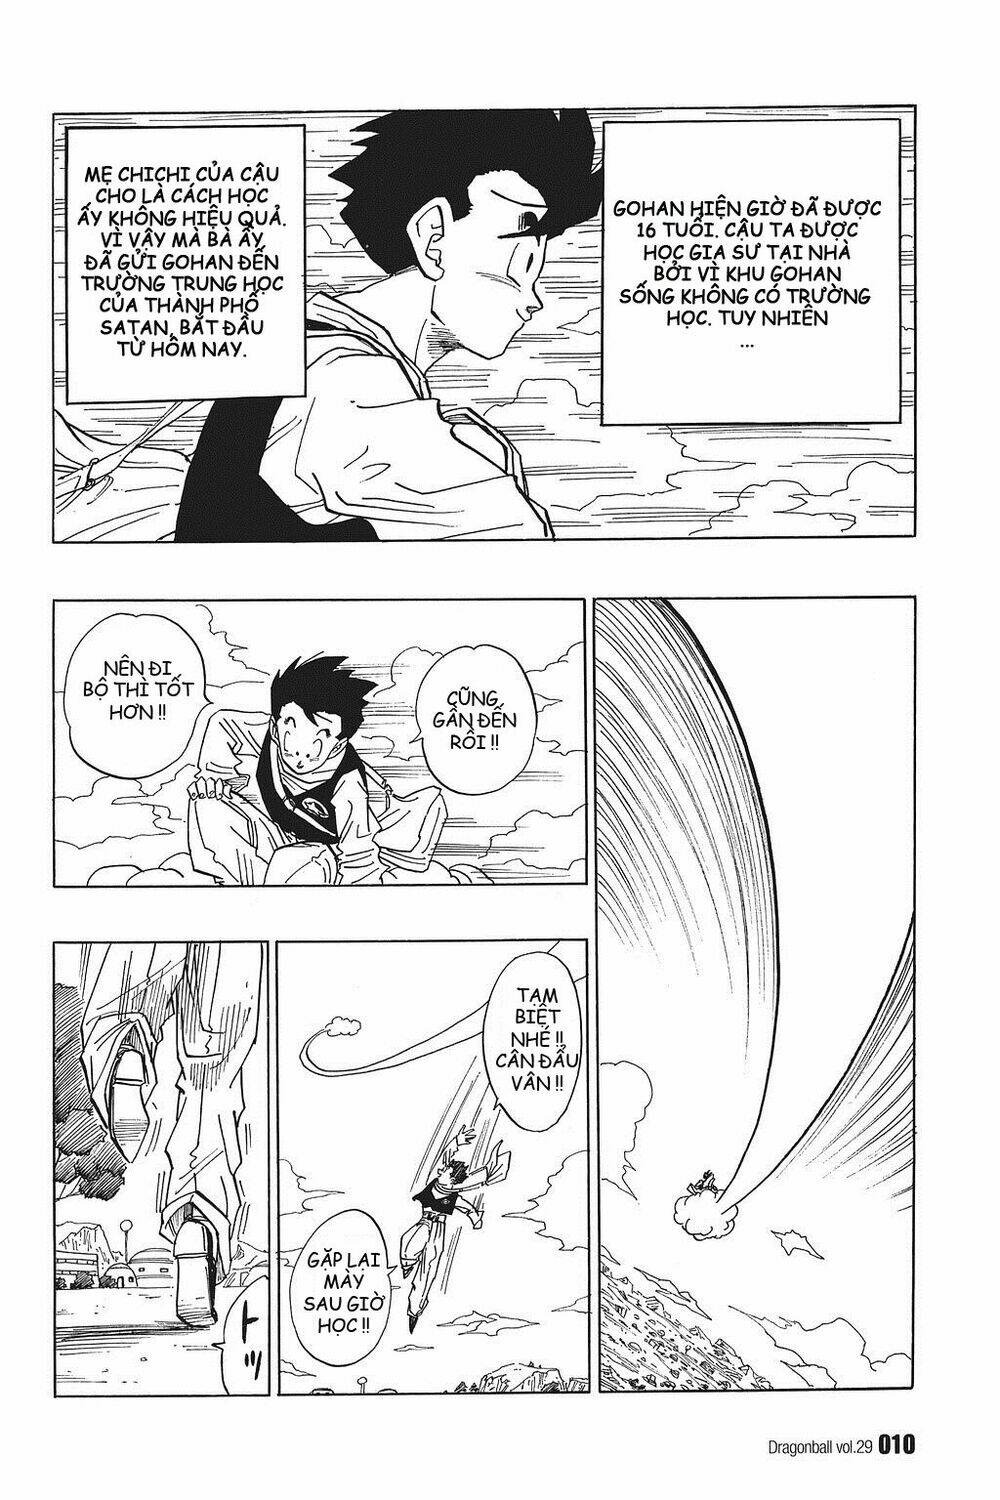 GOHAN HIỆN GIỜ ĐÃ ĐƯỢC
16 TUỔI. CẬU TA ĐƯỢC
HỌC GIA SƯ TẠI NHÀ
BỞI VÌ KHU GOHAN
SỐNG KHÔNG CÓ TRƯỜNG
HỌC. TUY NHIÊN
...
MẸ CHICHI CỦA CẬU
CHO LÀ CÁCH HỌC
ẤY KHÔNG HIỆU QUẢ.
VÌ VẬY MÀ BÀ ẤY
ĐÃ GỬI GOHAN ĐẾN
TRƯỜNG TRUNG HỌC
CỦA THÀNH PHỐ
SATAN, BẮT ĐẦU
TỪ HÔM NAY.
CŨNG
GẦN ĐẾN
RỒI !!
NÊN ĐI
BỘ THÌ TỐT
HƠN !!
TẠM
BIỆT
NHÉ !!
CÂN ĐẨU
VÂN !!
GẶP LẠI
MÀY
SAU GIỜ
HỌC !!
トッ
Dragonball vol.29 010